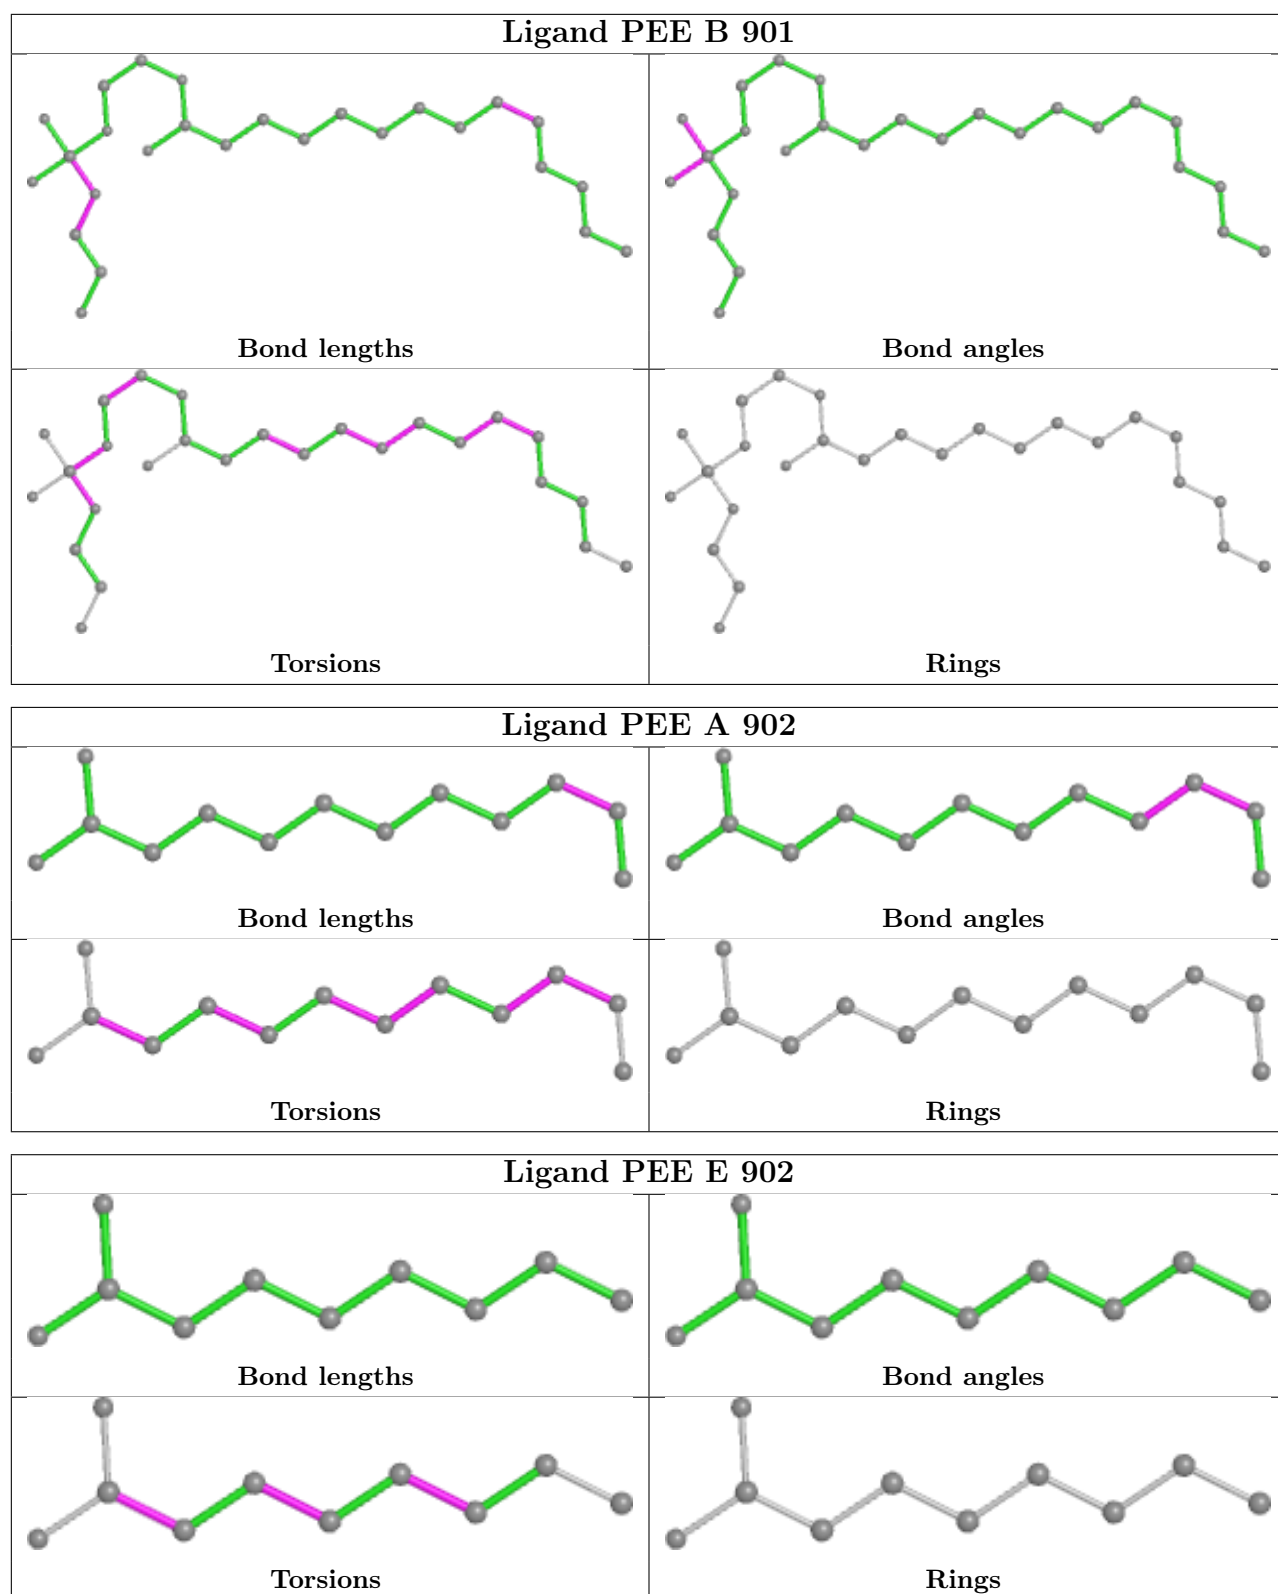 Ligand PEE B 901
Bond lengths
Bond angles
Torsions
Rings
Ligand PEE A 902
Bond lengths
Bond angles
Torsions
Rings
Ligand PEE E 902
Bond lengths
Bond angles
Torsions
Rings